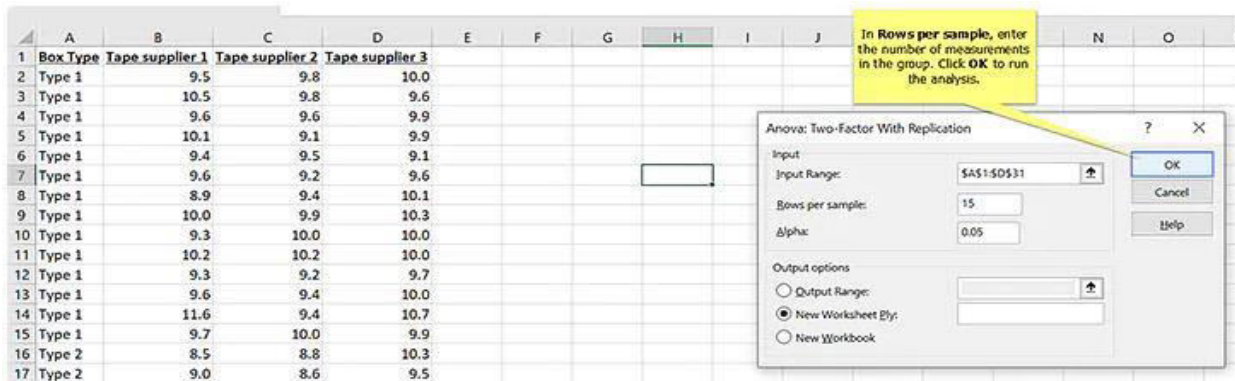 In Rows per sample, enter
the number of measurements
in the group. Click OK to run
the analysis.
A B C D E F G H I J N O
1 Box Type Tape supplier 1 Tape supplier 2 Tape supplier 3
2 Type 1 9.5 9.8 10.0
3 Type 1 10.5 9.8 9.6
4 Type 1 9.6 9.6 9.9
5 Type 1 10.1 9.1 9.9
6 Type 1 9.4 9.5 9.1
7 Type 1 9.6 9.2 9.6
8 Type 1 8.9 9.4 10.1
9 Type 1 10.0 9.9 10.3
10 Type 1 9.3 10.0 10.0
11 Type 1 10.2 10.2 10.0
12 Type 1 9.3 9.2 9.7
13 Type 1 9.6 9.4 10.0
14 Type 1 11.6 9.4 10.7
15 Type 1 9.7 10.0 9.9
16 Type 2 8.5 8.8 10.3
17 Type 2 9.0 8.6 9.5
Anova: Two-Factor With Replication ? ×
Input
Input Range: $A$1:$D$31
Rows per sample: 15
Alpha: 0.05
OK
Cancel
Help
Output options
Output Range:
New Worksheet Ply:
New Workbook